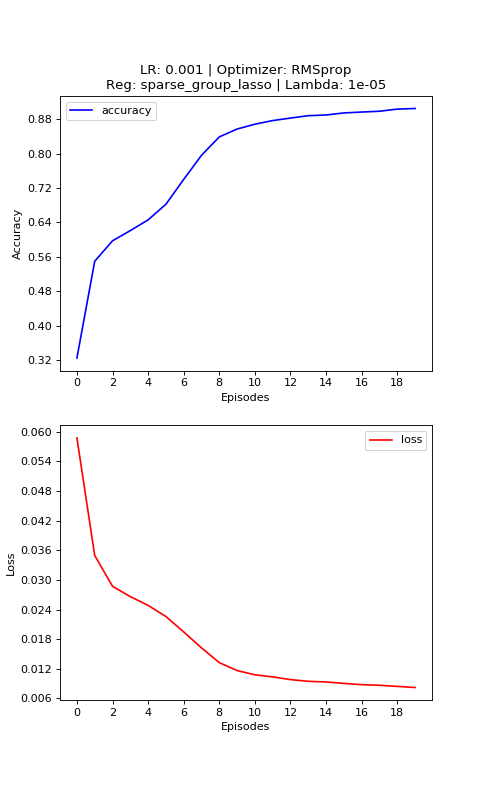 LR: 0.001 | Optimizer: RMSprop
Reg: sparse_group_lasso | Lambda: 1e-05
accuracy
Accuracy
0.88
0.80
0.72
0.64
0.56
0.48
0.40
0.32
0 2 4 6 8 10 12 14 16 18
Episodes
loss
Loss
0.060
0.054
0.048
0.042
0.036
0.030
0.024
0.018
0.012
0.006
0 2 4 6 8 10 12 14 16 18
Episodes